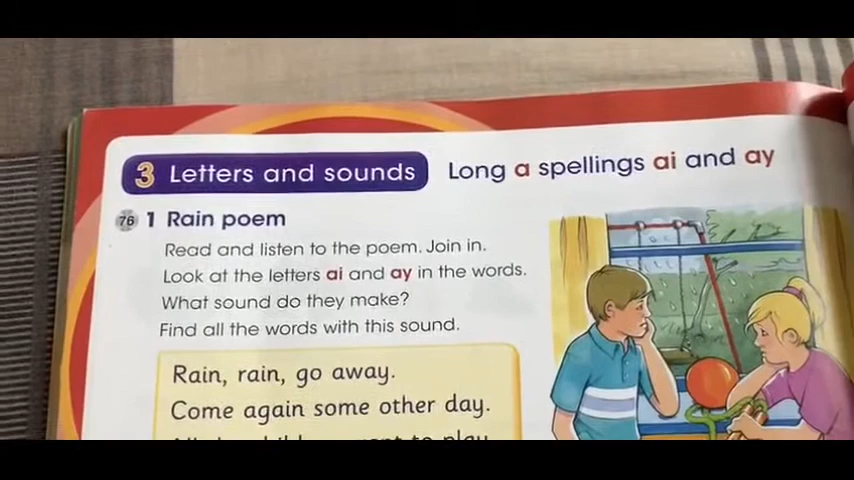 3 Letters and sounds Long a spellings ai and ay
76 1 Rain poem
Read and listen to the poem. Join in.
Look at the letters ai and ay in the words.
What sound do they make?
Find all the words with this sound.
Rain, rain, go away.
Come again some other day.
to play